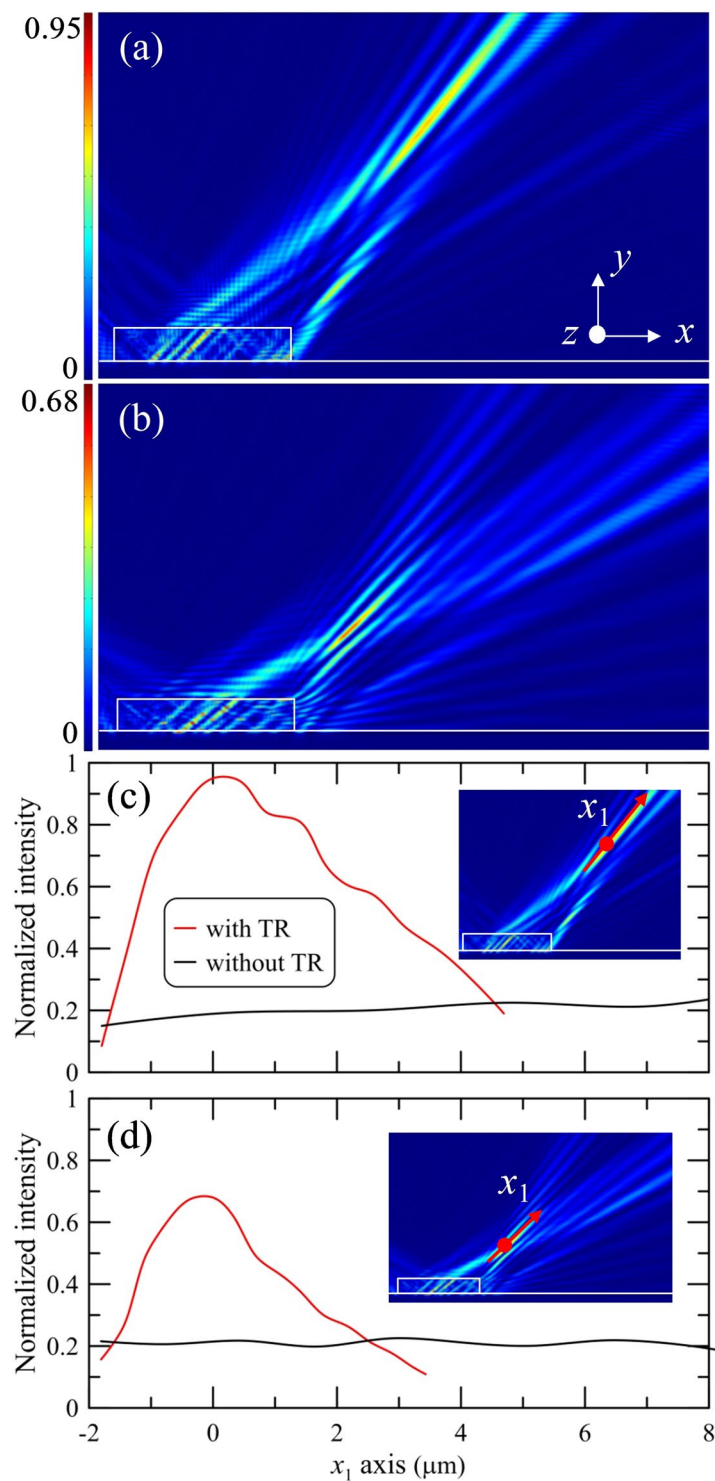 0.95
(a)
y
z
x
0
0.68
(b)
0
1
(c)
x1
0.8
0.6
with TR
without TR
0.4
0.2
Normalized intensity
0
1
(d)
x1
0.8
0.6
0.4
0.2
Normalized intensity
0
-2 0 2 4 6 8
x1 axis (μm)